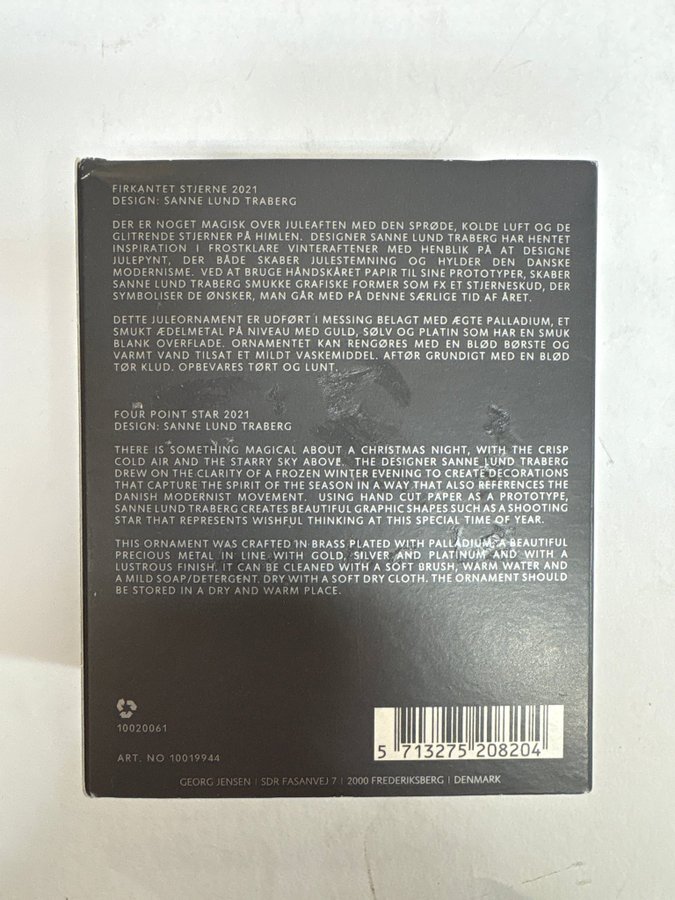 FIRKANTET STJERNE 2021
DESIGN: SANNE LUND TRABERG
DER ER NOGET MAGISK OVER JULEAFTEN MED DEN SPRØDE, KOLDE LUFT OG DE
GLITRENDE STJERNER PÅ HIMLEN. DESIGNER SANNE LUND TRABERG HAR HENTET
INSPIRATION I FROSTKLARE VINTERAFTENER MED HENBLIK PÅ AT DESIGNE
JULEPYNT, DER BÅDE SKABER JULESTEMNING OG HYLDER DEN DANSKE
MODERNISME. VED AT BRUGE HÅNDSKÅRET PAPIR TIL SINE PROTOTYPER, SKABER
SANNE LUND TRABERG SMUKKE GRAFISKE FORMER SOM FX ET STJERNESKUD, DER
SYMBOLISER DE ØNSKER, MAN GÅR MED PÅ DENNE SÆRLIGE TID AF ÅRET.
DETTE JULEORNAMENT ER UDFØRT I MESSING BELAGT MED ÆGTE PALLADIUM, ET
SMUKT ÆDELMETAL PÅ NIVEAU MED GULD, SØLV OG PLATIN SOM HAR EN SMUK
BLANK OVERFLADE. ORNAMENTET KAN RENGØRES MED EN BLØD BØRSTE OG
VARMT VAND TILSAT ET MILDT VASKEMIDDEL. AFTØR GRUNDIGT MED EN BLØD
TØR KLUD. OPBEVARES TØRT OG LUNT.
FOUR POINT STAR 2021
DESIGN: SANNE LUND TRABERG
THERE IS SOMETHING MAGICAL ABOUT A CHRISTMAS NIGHT, WITH THE CRISP
COLD AIR AND THE STARRY SKY ABOVE. THE DESIGNER SANNE LUND TRABERG
DREW ON THE CLARITY OF A FROZEN WINTER EVENING TO CREATE DECORATIONS
THAT CAPTURE THE SPIRIT OF THE SEASON IN A WAY THAT ALSO REFERENCES THE
DANISH MODERNIST MOVEMENT. USING HAND CUT PAPER AS A PROTOTYPE,
SANNE LUND TRABERG CREATES BEAUTIFUL GRAPHIC SHAPES SUCH AS A SHOOTING
STAR THAT REPRESENTS WISHFUL THINKING AT THIS SPECIAL TIME OF YEAR.
THIS ORNAMENT WAS CRAFTED IN BRASS PLATED WITH PALLADIUM, A BEAUTIFUL
PRECIOUS METAL IN LINE WITH GOLD, SILVER AND PLATINUM AND WITH A
LUSTROUS FINISH. IT CAN BE CLEANED WITH A SOFT BRUSH, WARM WATER AND
A MILD SOAP/DETERGENT. DRY WITH A SOFT DRY CLOTH. THE ORNAMENT SHOULD
BE STORED IN A DRY AND WARM PLACE.
10020061
ART. NO 10019944
5 713275 208204
GEORG JENSEN | SDR FASANVEJ 7 | 2000 FREDERIKSBERG | DENMARK